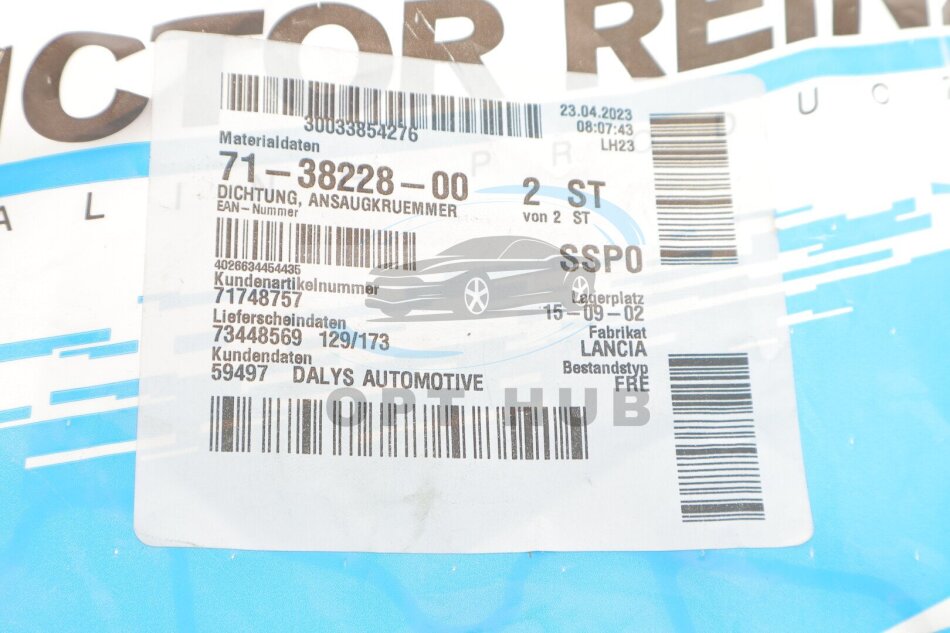 ICTOR REINZ
A L I N P R O D U C
30033854276
23.04.2023
08:07:43
LH23
Materialdaten
71-38228-00
2 ST
DICHTUNG, ANSAUGKRUEMMER
von 2 ST
EAN-Nummer
SSPO
4026634454435
Kundenartikelnummer
71748757
Lagerplatz
15-09-02
Lieferscheindaten
73448569 129/173
Fabrikat
LANCIA
Kundendaten
Bestandstyp
59497 DALYS AUTOMOTIVE
FRE
OPT HUB